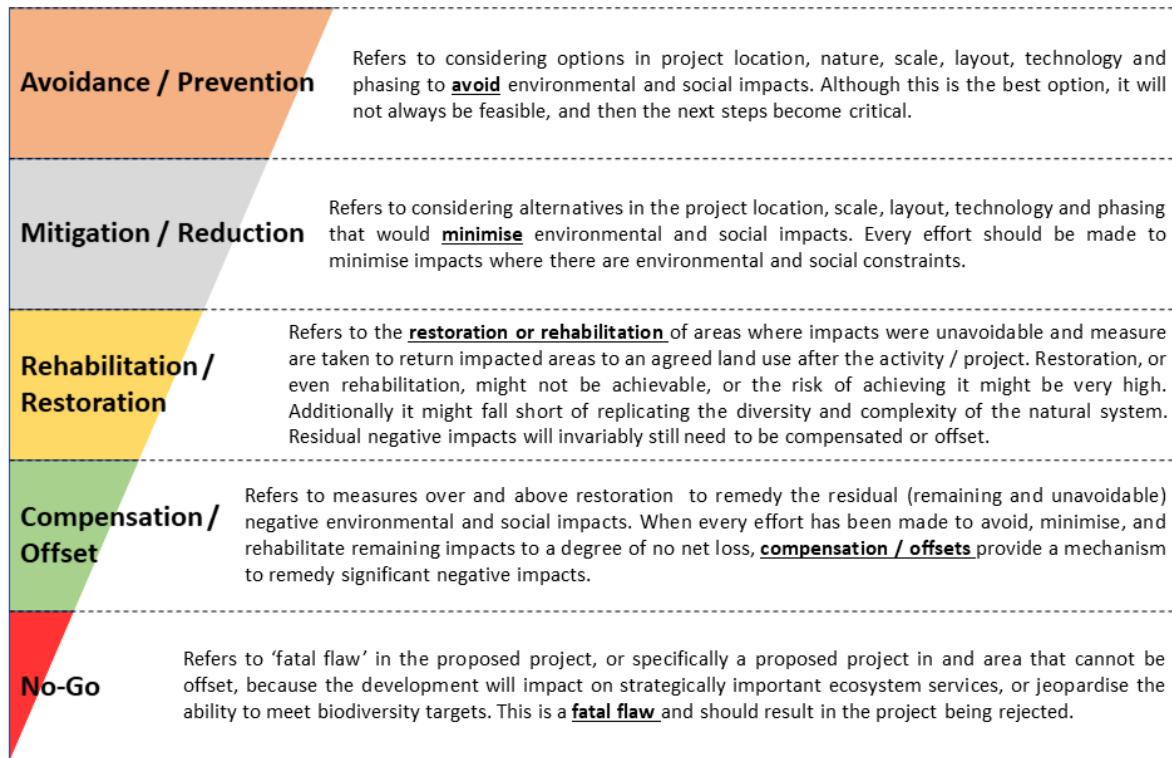 Avoidance / Prevention
Refers to considering options in project location, nature, scale, layout, technology and
phasing to avoid environmental and social impacts. Although this is the best option, it will
not always be feasible, and then the next steps become critical.
Mitigation / Reduction
Refers to considering alternatives in the project location, scale, layout, technology and phasing
that would minimise environmental and social impacts. Every effort should be made to
minimise impacts where there are environmental and social constraints.
Rehabilitation /
Restoration
Refers to the restoration or rehabilitation of areas where impacts were unavoidable and measure
are taken to return impacted areas to an agreed land use after the activity / project. Restoration, or
even rehabilitation, might not be achievable, or the risk of achieving it might be very high.
Additionally it might fall short of replicating the diversity and complexity of the natural system.
Residual negative impacts will invariably still need to be compensated or offset.
Compensation /
Offset
Refers to measures over and above restoration to remedy the residual (remaining and unavoidable)
negative environmental and social impacts. When every effort has been made to avoid, minimise, and
rehabilitate remaining impacts to a degree of no net loss, compensation / offsets provide a mechanism
to remedy significant negative impacts.
No-Go
Refers to ‘fatal flaw’ in the proposed project, or specifically a proposed project in and area that cannot be
offset, because the development will impact on strategically important ecosystem services, or jeopardise the
ability to meet biodiversity targets. This is a fatal flaw and should result in the project being rejected.